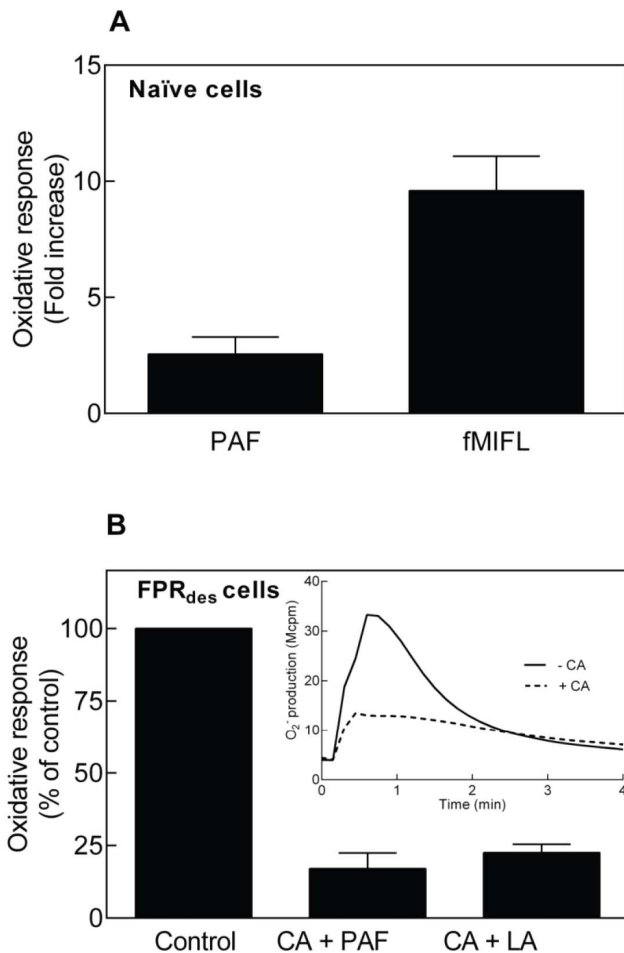 A
Naïve cells
Oxidative response
(Fold increase)
15
10
5
0
PAF fMIFL
B
FPRdes cells
Oxidative response
(% of control)
100
75
50
25
0
Control CA + PAF CA + LA
O2- production (Mcpm)
40
30
20
10
0
- CA
+ CA
0 1 2 3 4
Time (min)